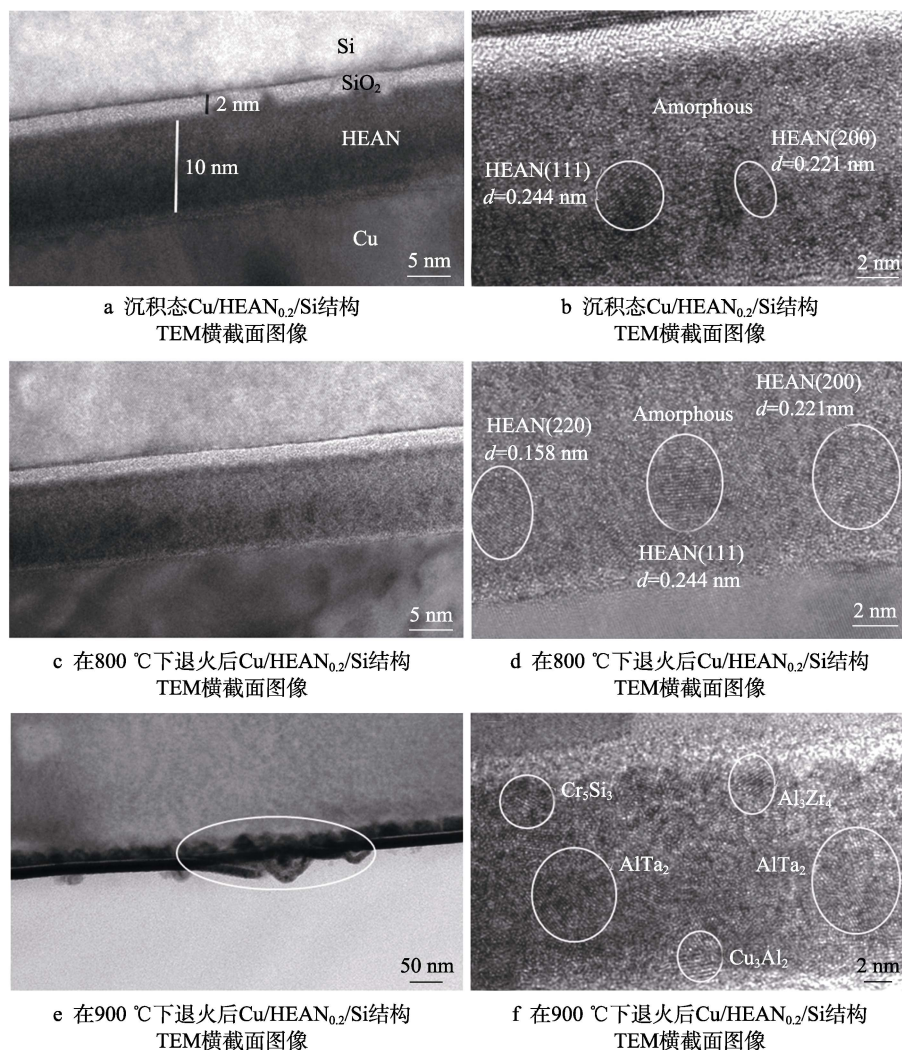 Si
SiO₂
2 nm
HEAN
10 nm
Cu
5 nm
Amorphous
HEAN(200)
d=0.221 nm
HEAN(111)
d=0.244 nm
2 nm
a 沉积态Cu/HEAN₀.₂/Si结构
TEM横截面图像
b 沉积态Cu/HEAN₀.₂/Si结构
TEM横截面图像
5 nm
HEAN(200)
d=0.221nm
Amorphous
HEAN(220)
d=0.158 nm
HEAN(111)
d=0.244 nm
2 nm
c 在800 ℃下退火后Cu/HEAN₀.₂/Si结构
TEM横截面图像
d 在800 ℃下退火后Cu/HEAN₀.₂/Si结构
TEM横截面图像
50 nm
Cr₅Si₃
Al₃Zr₄
AlTa₂
AlTa₂
Cu₃Al₂
2 nm
e 在900 ℃下退火后Cu/HEAN₀.₂/Si结构
TEM横截面图像
f 在900 ℃下退火后Cu/HEAN₀.₂/Si结构
TEM横截面图像